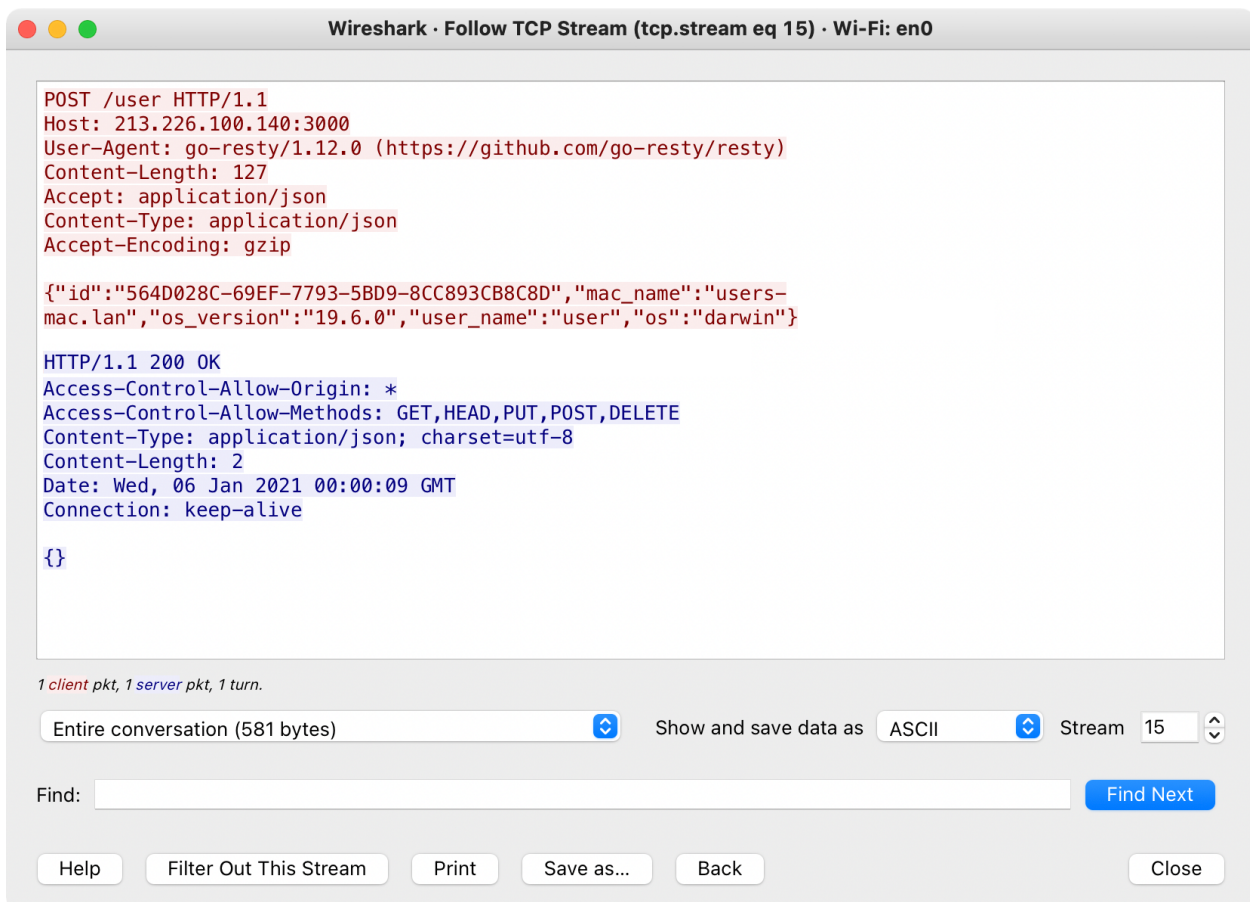 Wireshark · Follow TCP Stream (tcp.stream eq 15) · Wi-Fi: en0
POST /user HTTP/1.1
Host: 213.226.100.140:3000
User-Agent: go-resty/1.12.0 (https://github.com/go-resty/resty)
Content-Length: 127
Accept: application/json
Content-Type: application/json
Accept-Encoding: gzip
{"id":"564D028C-69EF-7793-5BD9-8CC893CB8C8D","mac_name":"users-
mac.lan","os_version":"19.6.0","user_name":"user","os":"darwin"}
HTTP/1.1 200 OK
Access-Control-Allow-Origin: *
Access-Control-Allow-Methods: GET,HEAD,PUT,POST,DELETE
Content-Type: application/json; charset=utf-8
Content-Length: 2
Date: Wed, 06 Jan 2021 00:00:09 GMT
Connection: keep-alive
{}
1 client pkt, 1 server pkt, 1 turn.
Entire conversation (581 bytes) Show and save data as ASCII Stream 15
Find: Find Next
Help Filter Out This Stream Print Save as... Back Close